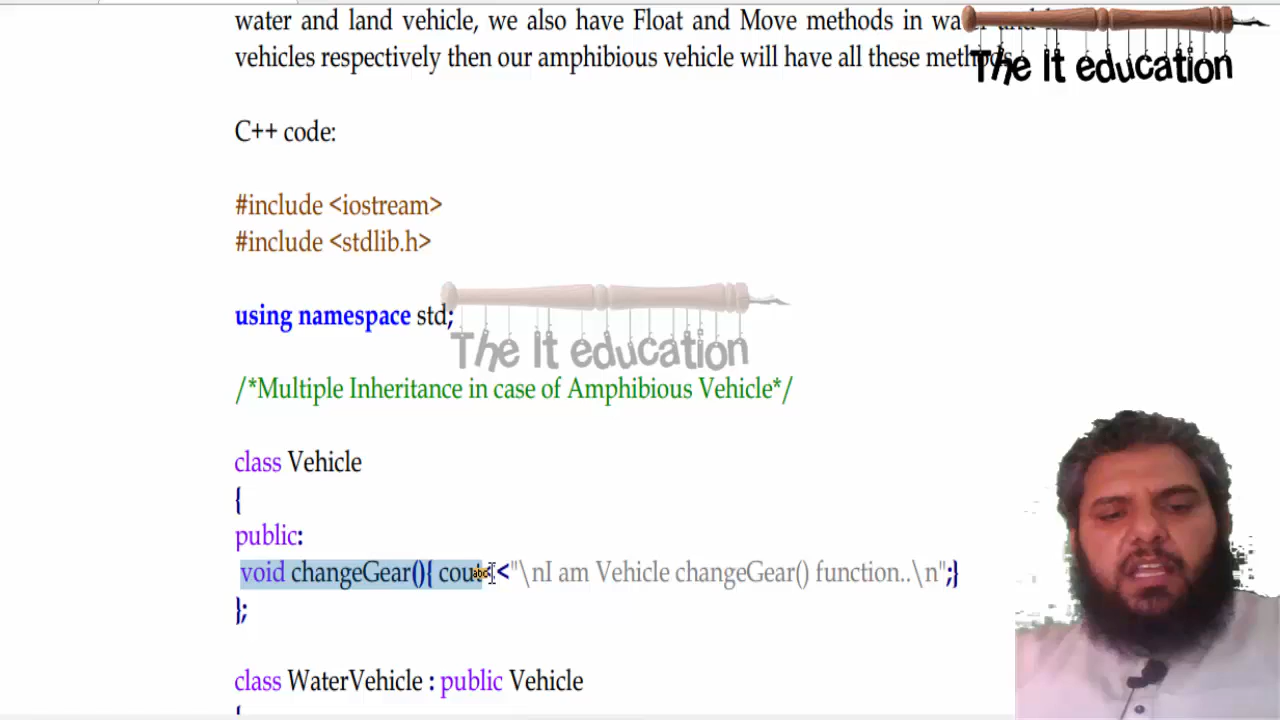 water and land vehicle, we also have Float and Move methods in
vehicles respectively then our amphibious vehicle will have all these methods
The It education
C++ code:
#include <iostream>
#include <stdlib.h>
using namespace std;
The It education
/*Multiple Inheritance in case of Amphibious Vehicle*/
class Vehicle
{
public:
void changeGear(){ cout<<"\nI am Vehicle changeGear() function..\n";}
};
class WaterVehicle : public Vehicle
{